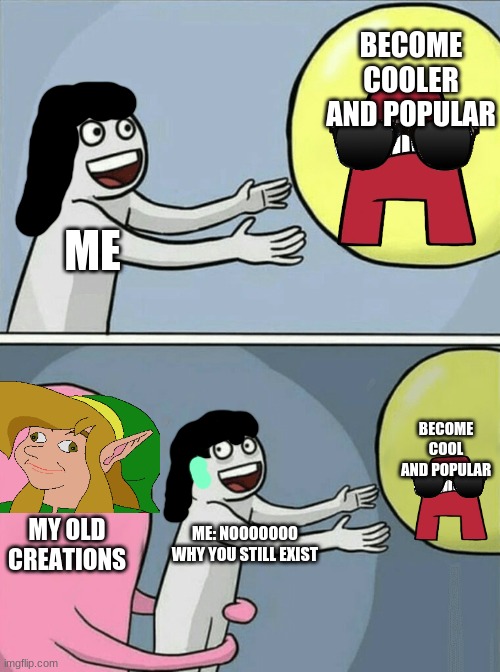 BECOME
COOLER
AND POPULAR
ME
BECOME
COOL
AND POPULAR
MY OLD
CREATIONS
ME: NOOOOOOO
WHY YOU STILL EXIST
imgflip.com